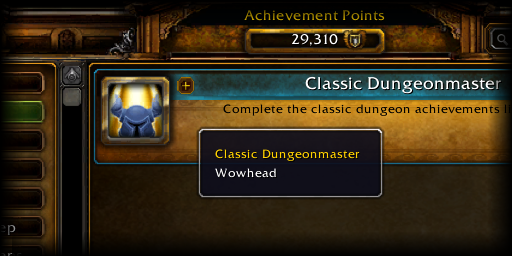 Achievement Points
29,310
Classic Dungeonmaster
Complete the classic dungeon achievements
Classic Dungeonmaster
Wowhead